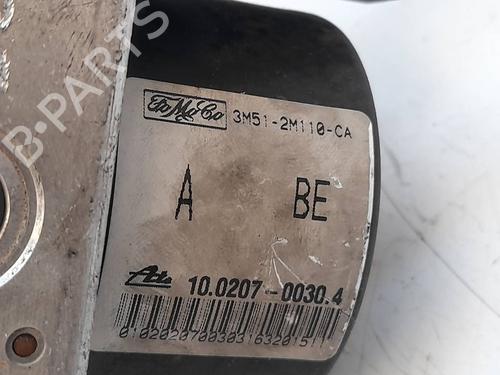 FoMoCo
3M51-2M110-CA
A BE
Ate 10.0207-0030.4
B-PARTS